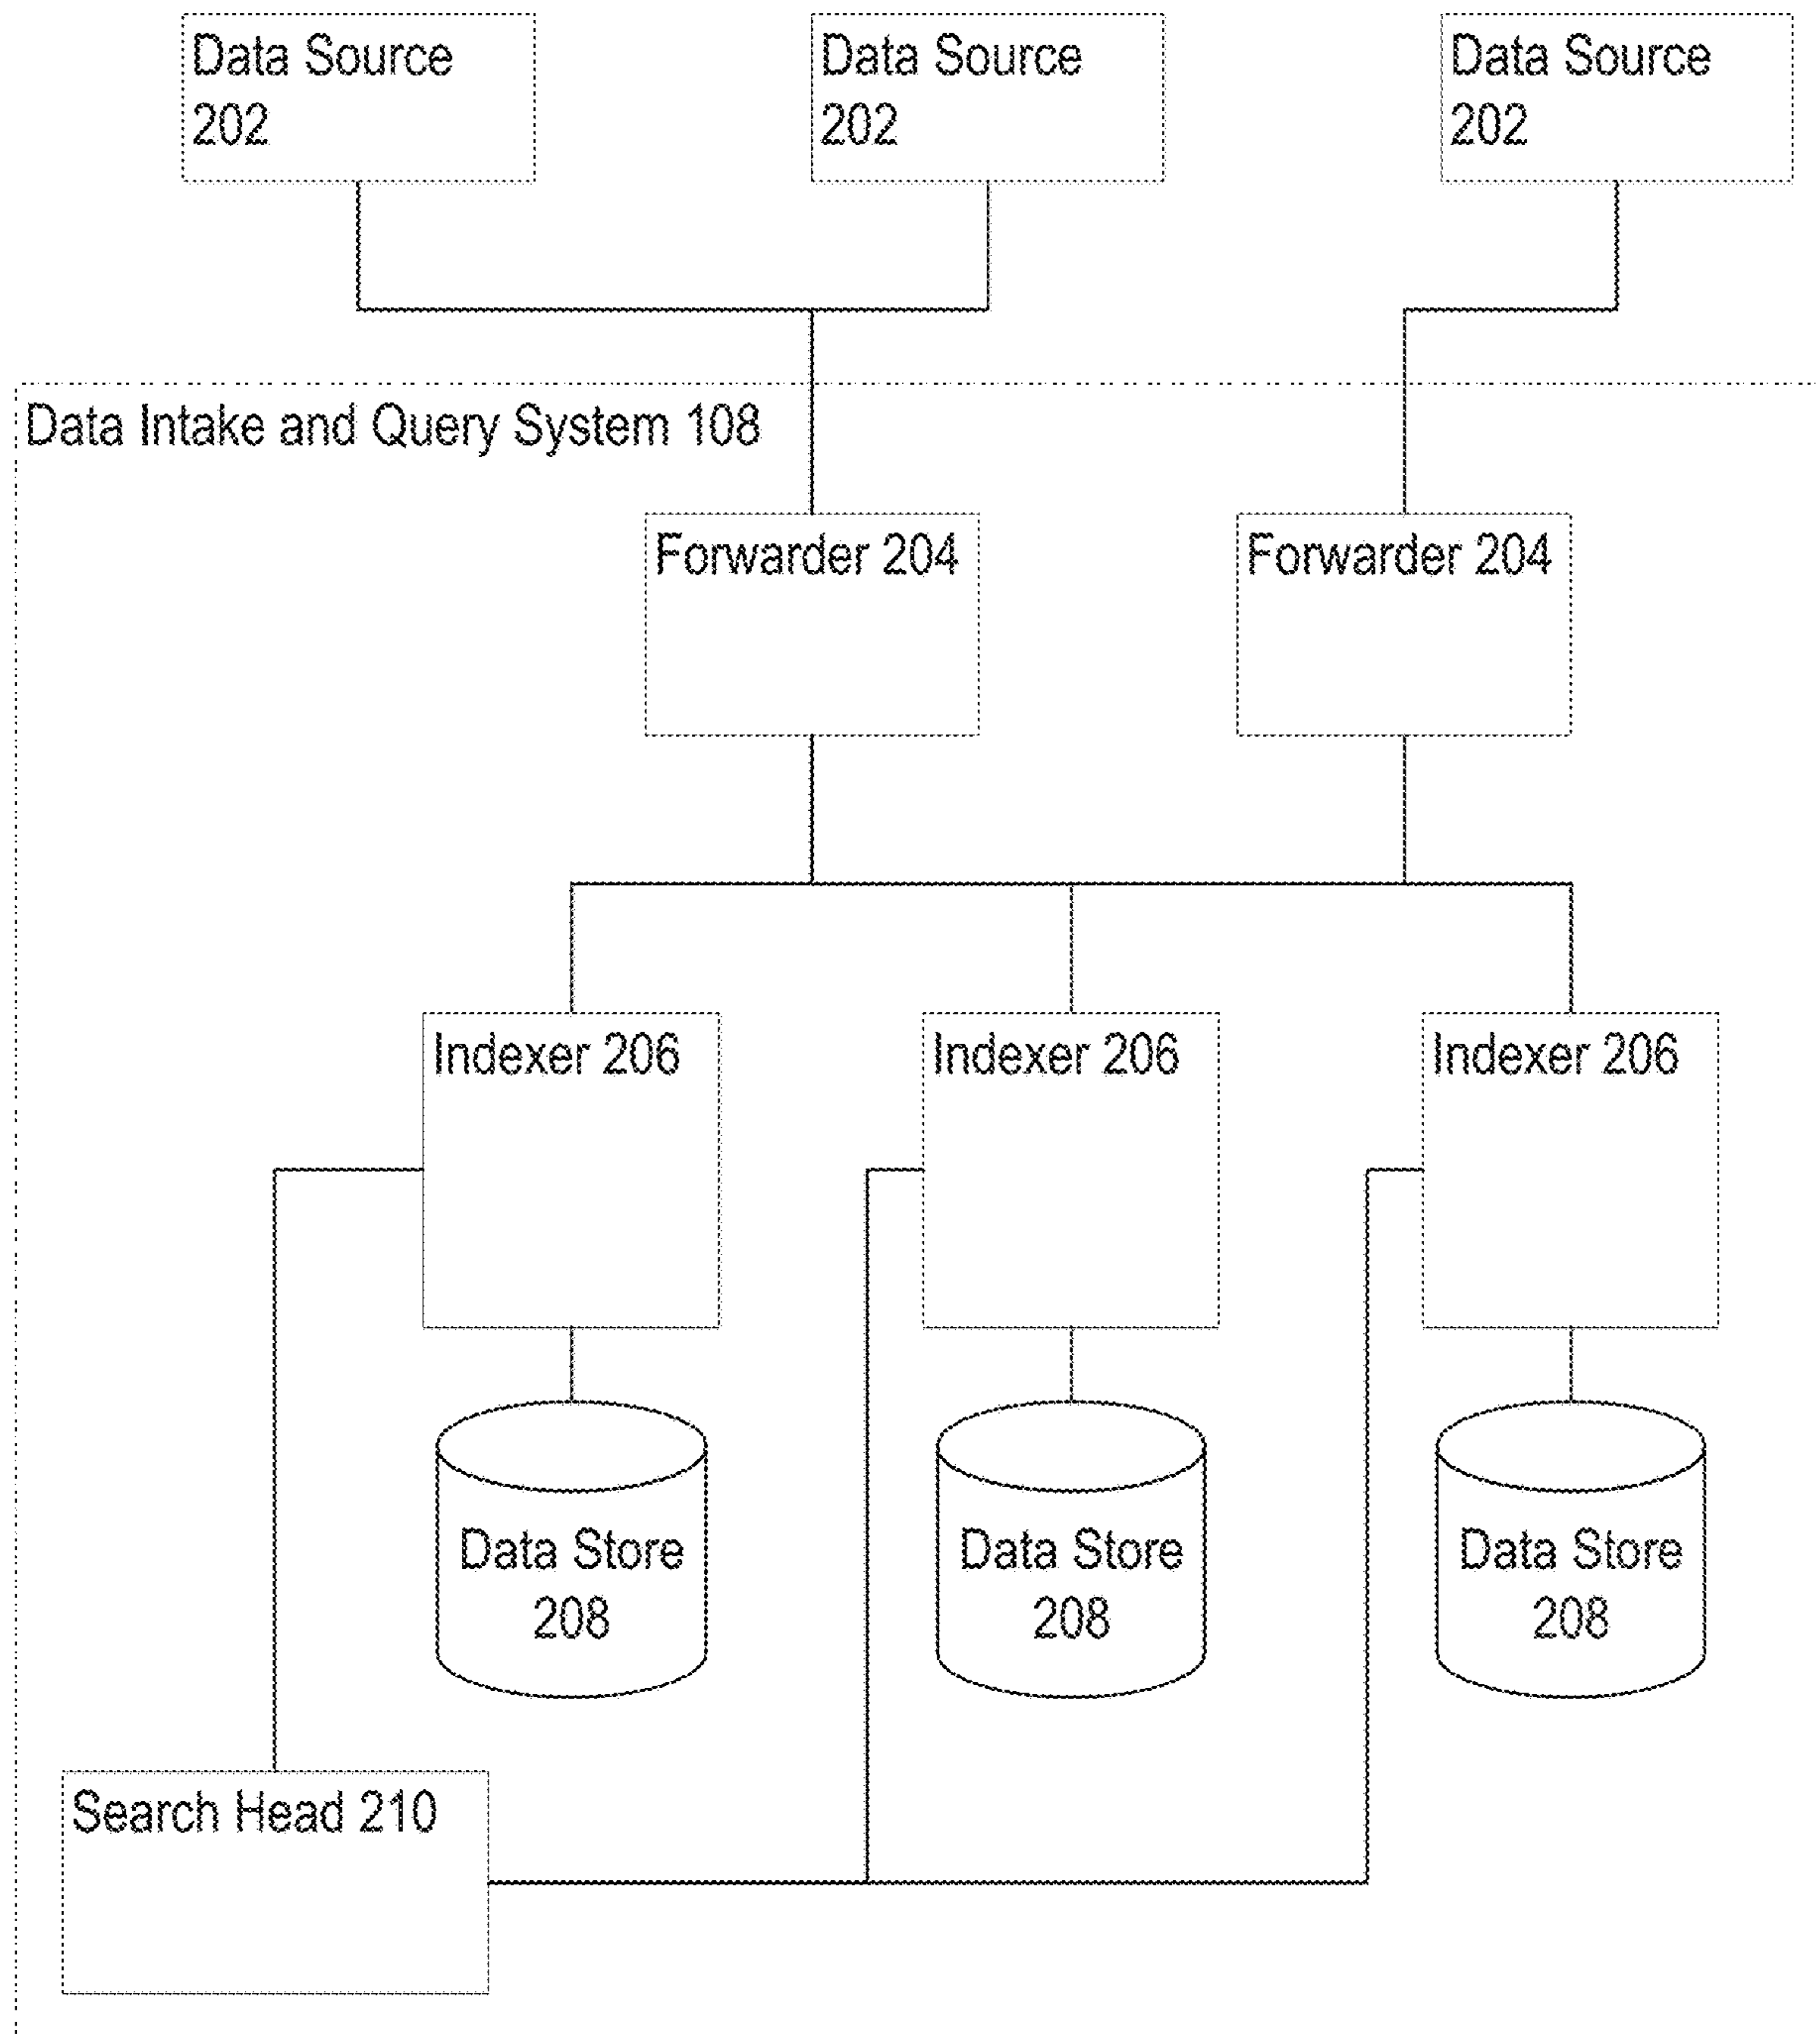 Data Source
202
Data Source
202
Data Source
202
Data Intake and Query System 108
Forwarder 204
Forwarder 204
Indexer 206
Indexer 206
Indexer 206
Data Store
208
Data Store
208
Data Store
208
Search Head 210